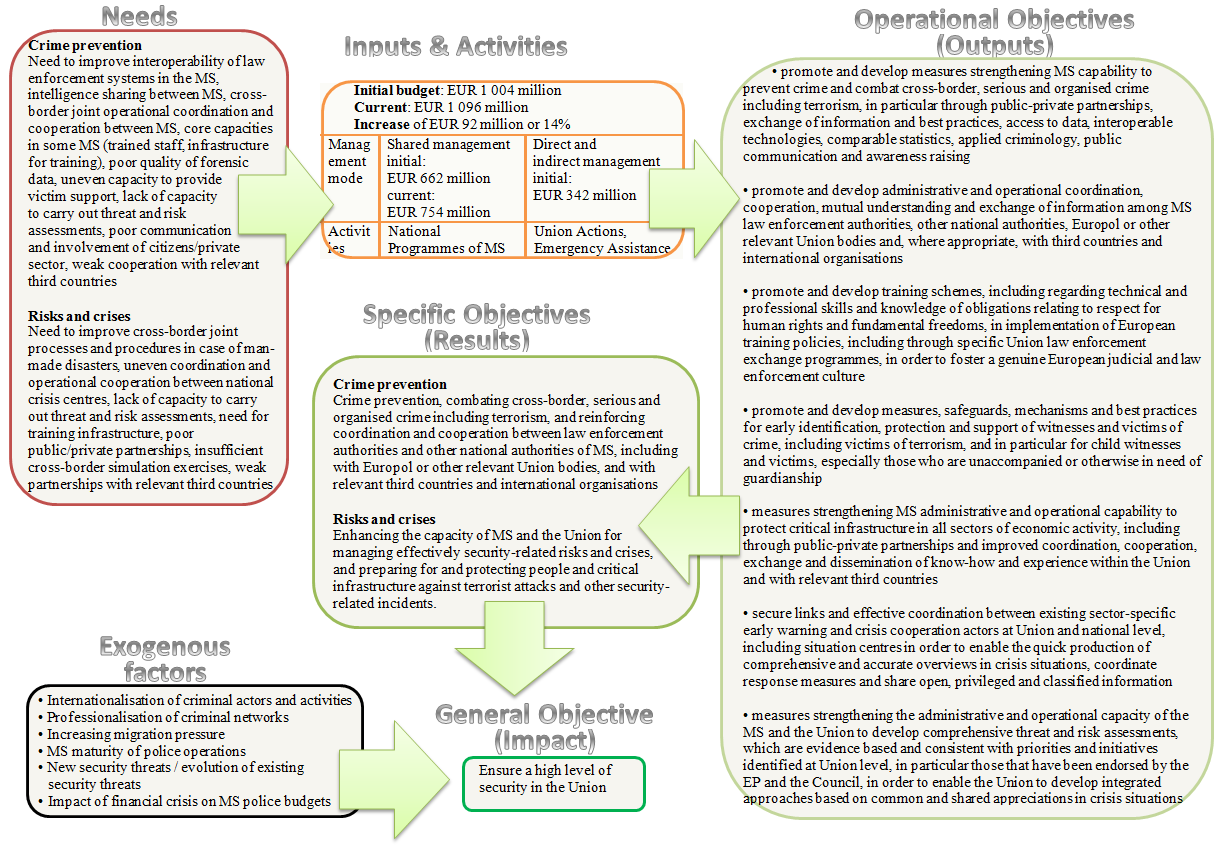 Needs
Crime prevention
Need to improve interoperability of law
enforcement systems in the MS,
intelligence sharing between MS, cross-
border joint operational coordination and
cooperation between MS, core capacities
in some MS (trained staff, infrastructure
for training), poor quality of forensic
data, uneven capacity to provide
victim support, lack of capacity
to carry out threat and risk
assessments, poor communication
and involvement of citizens/private
sector, weak cooperation with relevant
third countries
Risks and crises
Need to improve cross-border joint
processes and procedures in case of man-
made disasters, uneven coordination and
operational cooperation between national
crisis centres, lack of capacity to carry
out threat and risk assessments, need for
training infrastructure, poor
public/private partnerships, insufficient
cross-border simulation exercises, weak
partnerships with relevant third countries
Inputs & Activities
Initial budget: EUR 1 004 million
Current: EUR 1 096 million
Increase of EUR 92 million or 14%
Manag
ement
mode
Shared management
initial:
EUR 662 million
current:
EUR 754 million
Direct and
indirect management
initial:
EUR 342 million
Activit
ies
National
Programmes of MS
Union Actions,
Emergency Assistance
Operational Objectives
(Outputs)
• promote and develop measures strengthening MS capability to
prevent crime and combat cross-border, serious and organised crime
including terrorism, in particular through public-private partnerships,
exchange of information and best practices, access to data, interoperable
technologies, comparable statistics, applied criminology, public
communication and awareness raising
• promote and develop administrative and operational coordination,
cooperation, mutual understanding and exchange of information among MS
law enforcement authorities, other national authorities, Europol or other
relevant Union bodies and, where appropriate, with third countries and
international organisations
• promote and develop training schemes, including regarding technical and
professional skills and knowledge of obligations relating to respect for
human rights and fundamental freedoms, in implementation of European
training policies, including through specific Union law enforcement
exchange programmes, in order to foster a genuine European judicial and law
enforcement culture
• promote and develop measures, safeguards, mechanisms and best practices
for early identification, protection and support of witnesses and victims of
crime, including victims of terrorism, and in particular for child witnesses
and victims, especially those who are unaccompanied or otherwise in need of
guardianship
• measures strengthening MS administrative and operational capability to
protect critical infrastructure in all sectors of economic activity, including
through public-private partnerships and improved coordination, cooperation,
exchange and dissemination of know-how and experience within the Union
and with relevant third countries
• secure links and effective coordination between existing sector-specific
early warning and crisis cooperation actors at Union and national level,
including situation centres in order to enable the quick production of
comprehensive and accurate overviews in crisis situations, coordinate
response measures and share open, privileged and classified information
• measures strengthening the administrative and operational capacity of the
MS and the Union to develop comprehensive threat and risk assessments,
which are evidence based and consistent with priorities and initiatives
identified at Union level, in particular those that have been endorsed by the
EP and the Council, in order to enable the Union to develop integrated
approaches based on common and shared appreciations in crisis situations
Specific Objectives
(Results)
Crime prevention
Crime prevention, combating cross-border, serious and
organised crime including terrorism, and reinforcing
coordination and cooperation between law enforcement
authorities and other national authorities of MS, including
with Europol or other relevant Union bodies, and with
relevant third countries and international organisations
Risks and crises
Enhancing the capacity of MS and the Union for
managing effectively security-related risks and crises,
and preparing for and protecting people and critical
infrastructure against terrorist attacks and other security-
related incidents.
Exogenous
factors
• Internationalisation of criminal actors and activities
• Professionalisation of criminal networks
• Increasing migration pressure
• MS maturity of police operations
• New security threats / evolution of existing
security threats
• Impact of financial crisis on MS police budgets
General Objective
(Impact)
Ensure a high level of
security in the Union